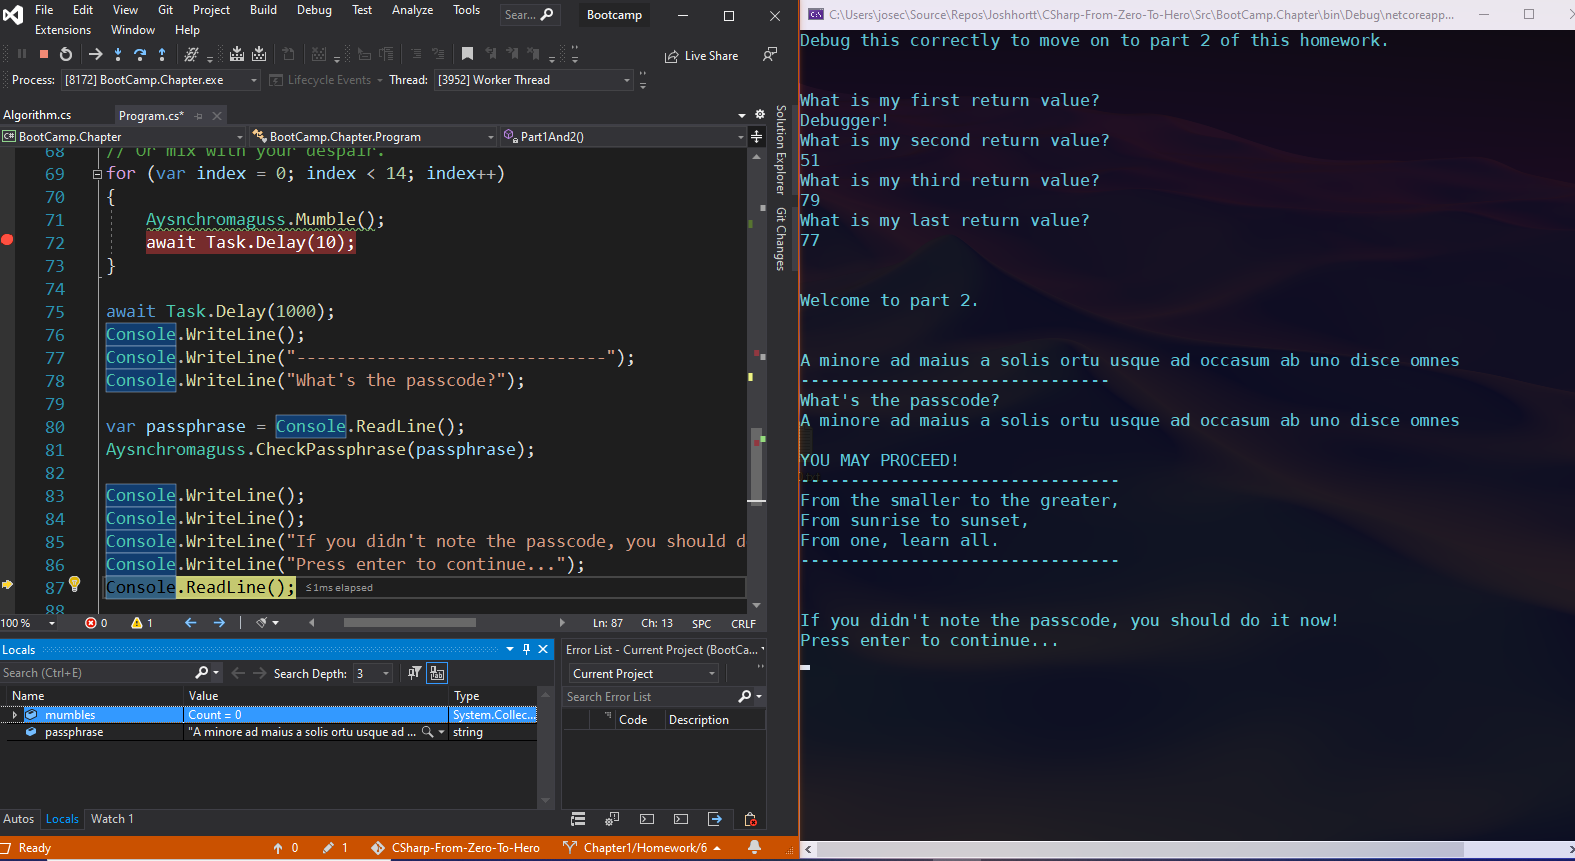 File Edit View Git Project Build Debug Test Analyze Tools Sear... Bootcamp
Extensions Window Help
Live Share
Process: [8172] BootCamp.Chapter.exe Lifecycle Events Thread: [3952] Worker Thread
Algorithm.cs Program.cs*
C# BootCamp.Chapter BootCamp.Chapter.Program Part1And2()
68 // Or mix with your despair.
69 for (var index = 0; index < 14; index++)
70 {
71 Aysnchromaguss.Mumble();
72 await Task.Delay(10);
73 }
74
75 await Task.Delay(1000);
76 Console.WriteLine();
77 Console.WriteLine("-------------------------------");
78 Console.WriteLine("What's the passcode?");
79
80 var passphrase = Console.ReadLine();
81 Aysnchromaguss.CheckPassphrase(passphrase);
82
83 Console.WriteLine();
84 Console.WriteLine();
85 Console.WriteLine("If you didn't note the passcode, you should d
86 Console.WriteLine("Press enter to continue...");
87 Console.ReadLine(); ≤1ms elapsed
88
Solution Explorer
Git Changes
100 % 0 1 Ln: 87 Ch: 13 SPC CRLF
Locals
Search (Ctrl+E) Search Depth: 3
Name Value Type
mumbles Count = 0 System.Collec...
passphrase "A minore ad maius a solis ortu usque ad ... string
Autos Locals Watch 1
Error List - Current Project (BootCa...
Current Project
Search Error List
Code Description
Ready 0 1 CSharp-From-Zero-To-Hero Chapter1/Homework/6
C:\Users\josec\Source\Repos\Joshhortt\CSharp-From-Zero-To-Hero\Src\BootCamp.Chapter\bin\Debug\netcoreapp...
Debug this correctly to move on to part 2 of this homework.
What is my first return value?
Debugger!
What is my second return value?
51
What is my third return value?
79
What is my last return value?
77
Welcome to part 2.
A minore ad maius a solis ortu usque ad occasum ab uno disce omnes
-------------------------------
What's the passcode?
A minore ad maius a solis ortu usque ad occasum ab uno disce omnes
YOU MAY PROCEED!
--------------------------------
From the smaller to the greater,
From sunrise to sunset,
From one, learn all.
--------------------------------
If you didn't note the passcode, you should do it now!
Press enter to continue...